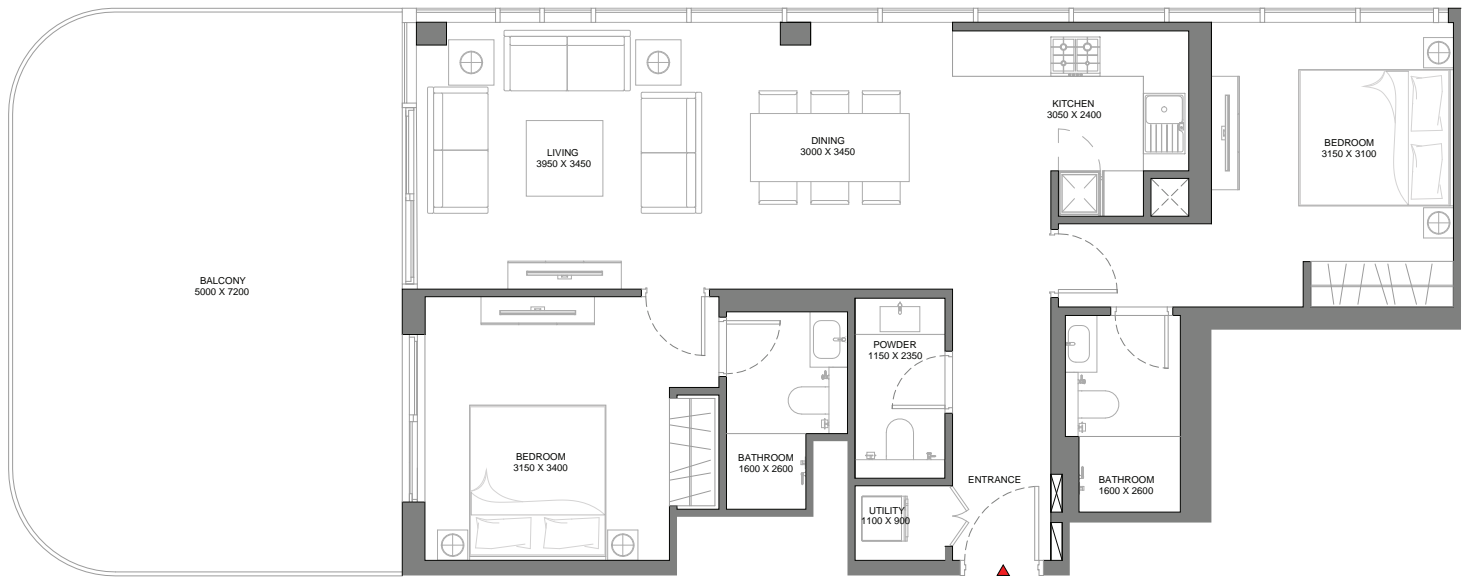 KITCHEN
3050 X 2400
LIVING
3950 X 3450
DINING
3000 X 3450
BEDROOM
3150 X 3100
BALCONY
5000 X 7200
POWDER
1150 X 2350
BEDROOM
3150 X 3400
BATHROOM
1600 X 2600
ENTRANCE
BATHROOM
1600 X 2600
UTILITY
1100 X 900